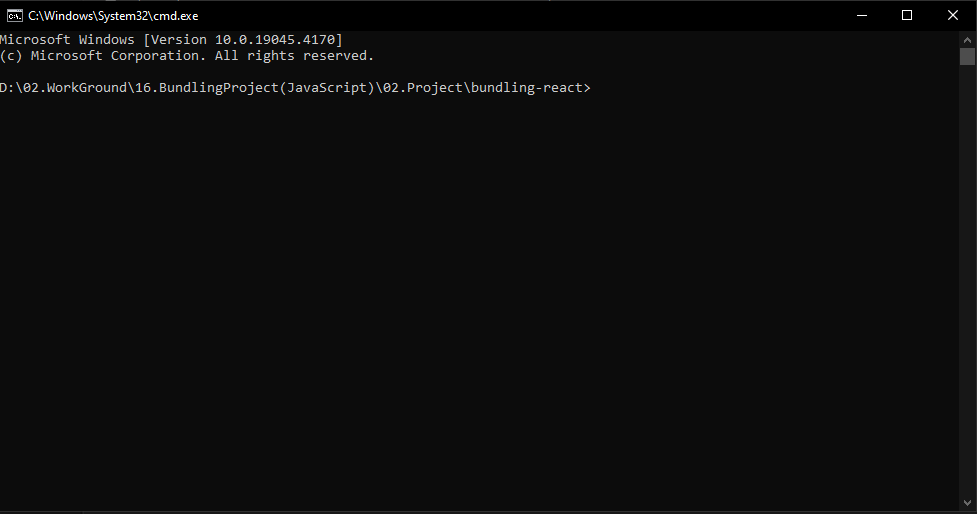 C:\Windows\System32\cmd.exe
Microsoft Windows [Version 10.0.19045.4170]
(c) Microsoft Corporation. All rights reserved.
D:\02.WorkGround\16.BundlingProject(JavaScript)\02.Project\bundling-react>